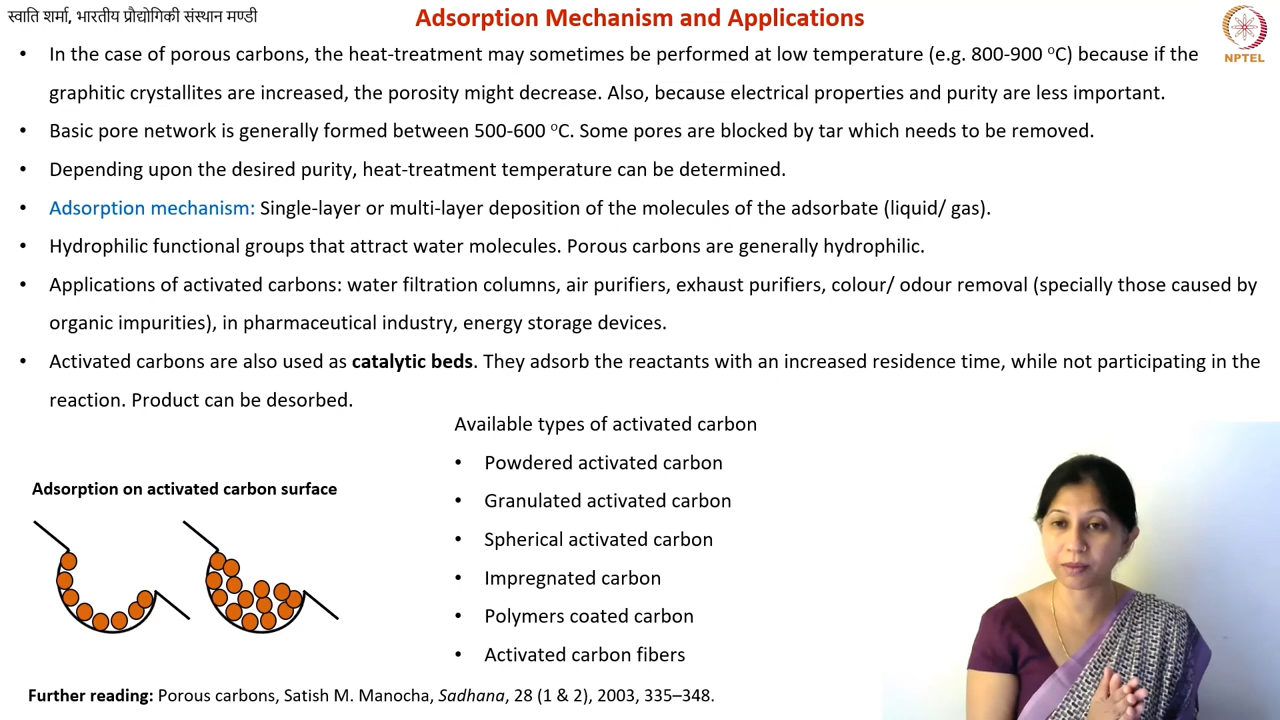 स्वाति शर्मा, भारतीय प्रौद्योगिकी संस्थान मण्डी
Adsorption Mechanism and Applications
NPTEL
• In the case of porous carbons, the heat-treatment may sometimes be performed at low temperature (e.g. 800-900 °C) because if the
graphitic crystallites are increased, the porosity might decrease. Also, because electrical properties and purity are less important.
• Basic pore network is generally formed between 500-600 °C. Some pores are blocked by tar which needs to be removed.
• Depending upon the desired purity, heat-treatment temperature can be determined.
• Adsorption mechanism: Single-layer or multi-layer deposition of the molecules of the adsorbate (liquid/ gas).
• Hydrophilic functional groups that attract water molecules. Porous carbons are generally hydrophilic.
• Applications of activated carbons: water filtration columns, air purifiers, exhaust purifiers, colour/ odour removal (specially those caused by
organic impurities), in pharmaceutical industry, energy storage devices.
• Activated carbons are also used as catalytic beds. They adsorb the reactants with an increased residence time, while not participating in the
reaction. Product can be desorbed.
Available types of activated carbon
• Powdered activated carbon
• Granulated activated carbon
• Spherical activated carbon
• Impregnated carbon
• Polymers coated carbon
• Activated carbon fibers
Adsorption on activated carbon surface
Further reading: Porous carbons, Satish M. Manocha, Sadhana, 28 (1 & 2), 2003, 335–348.